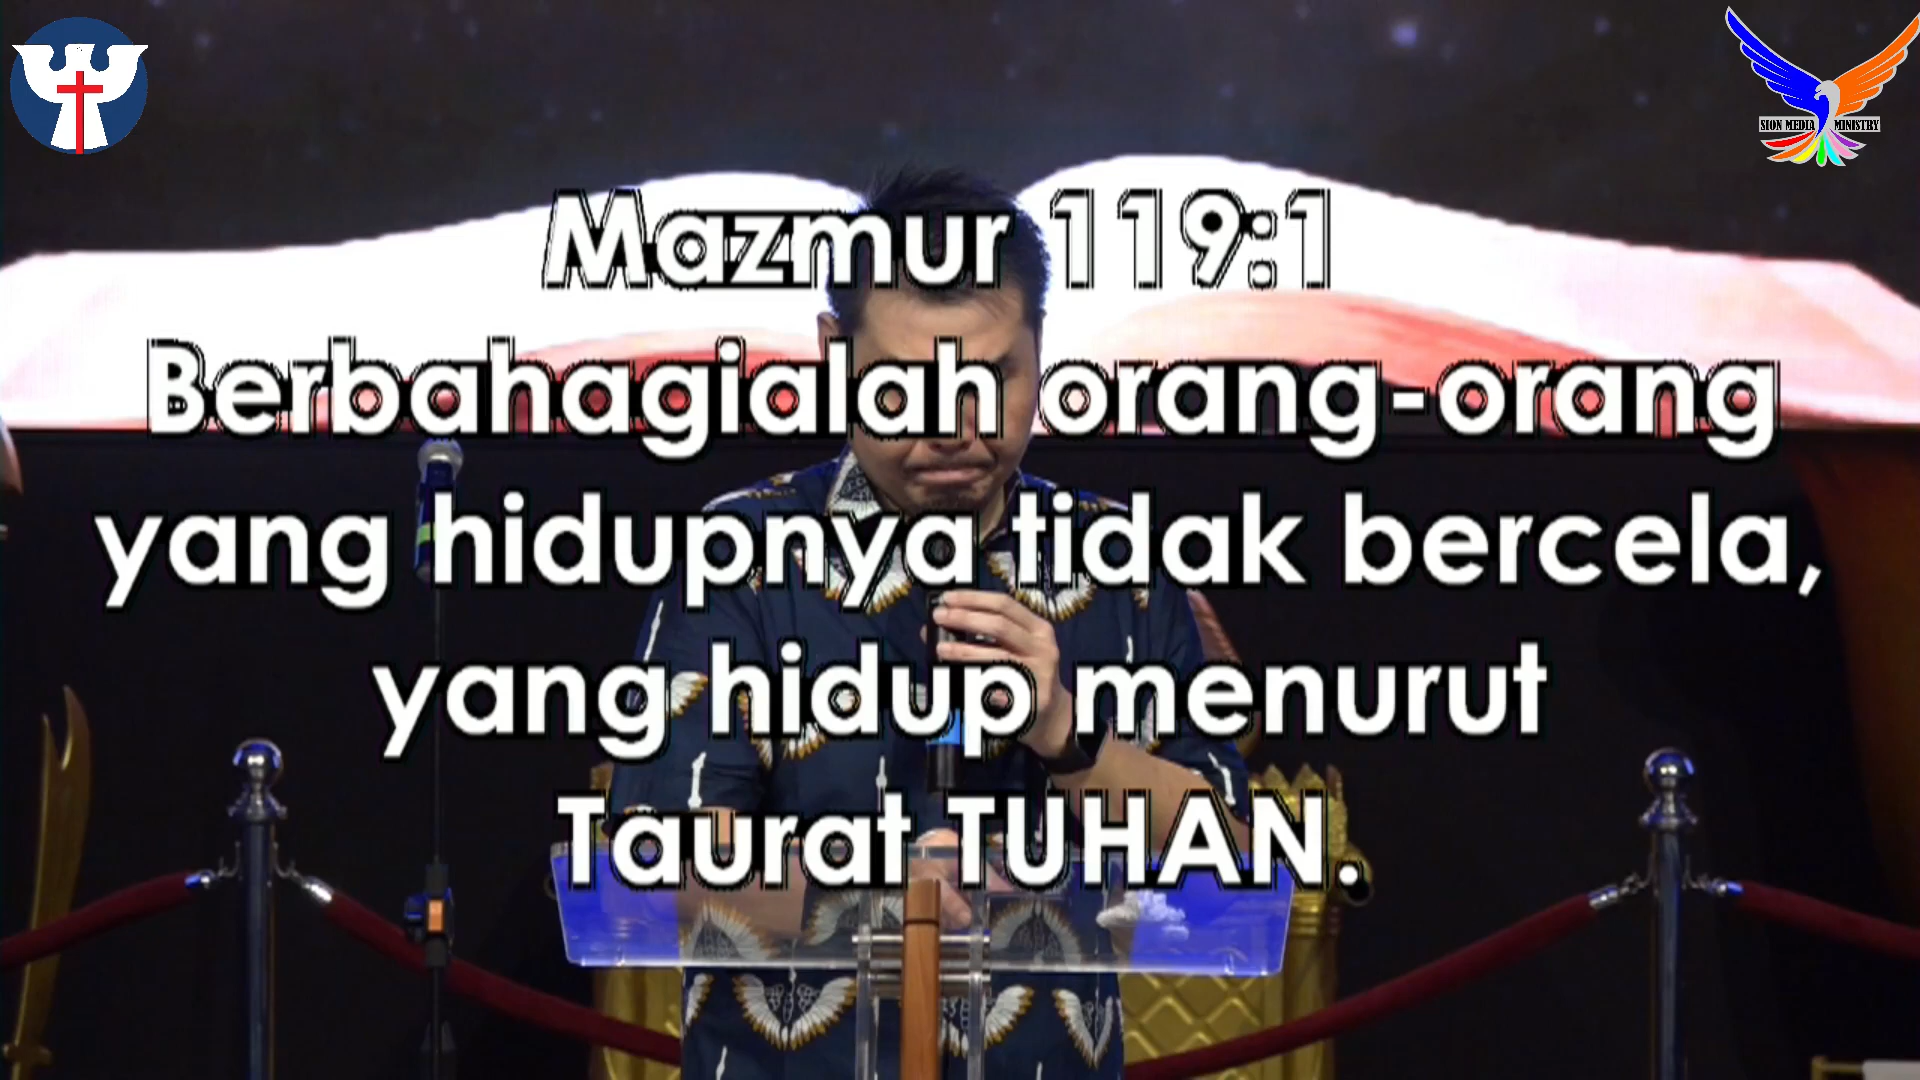 SION MEDIA MINISTRY
Mazmur 119:1
Berbahagialah orang-orang
yang hidupnya tidak bercela,
yang hidup menurut
Taurat TUHAN.